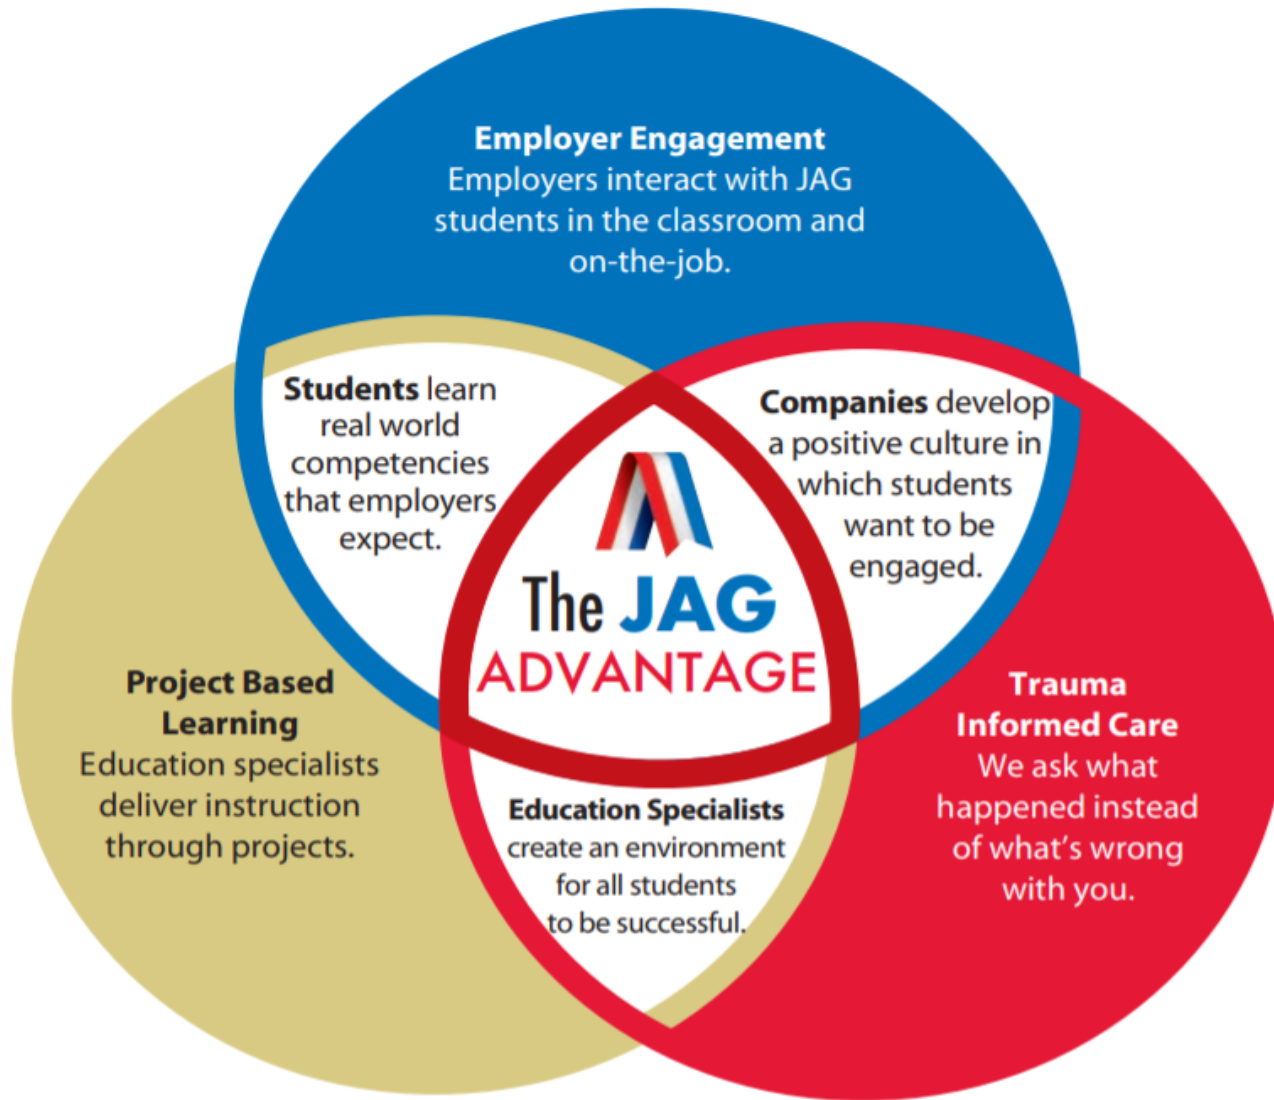 Employer Engagement
Employers interact with JAG
students in the classroom and
on-the-job.
Students learn
real world
competencies
that employers
expect.
Companies develop
a positive culture in
which students
want to be
engaged.
The JAG
ADVANTAGE
Project Based
Learning
Education specialists
deliver instruction
through projects.
Trauma
Informed Care
We ask what
happened instead
of what’s wrong
with you.
Education Specialists
create an environment
for all students
to be successful.